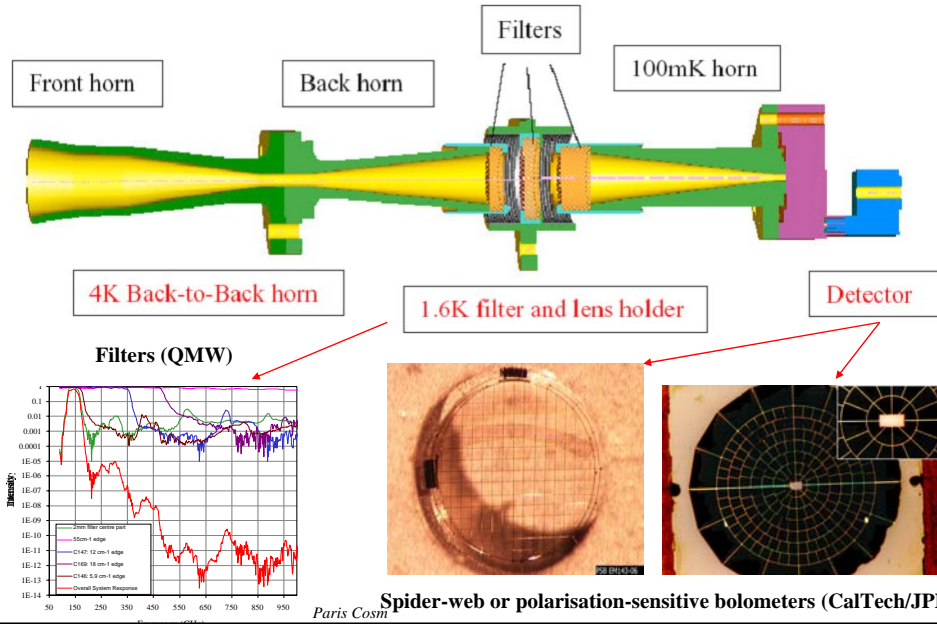 Filters
Front horn
Back horn
100mK horn
4K Back-to-Back horn
1.6K filter and lens holder
Detector
Filters (QMW)
1
0.01
0.001
0.0001
1E-05
1E-06
1E-07
1E-08
1E-09
1E-10
1E-11
1E-12
1E-13
1E-14
Intensity
2mm filter centre part
55cm-1 edge
C147: 12 cm-1 edge
C169: 18 cm-1 edge
C146: 5.9 cm-1 edge
Overall System Response
50 150 250 350 450 550 650 750 850 950
PSB EM143-06
Paris Cosm
Spider-web or polarisation-sensitive bolometers (CalTech/JP